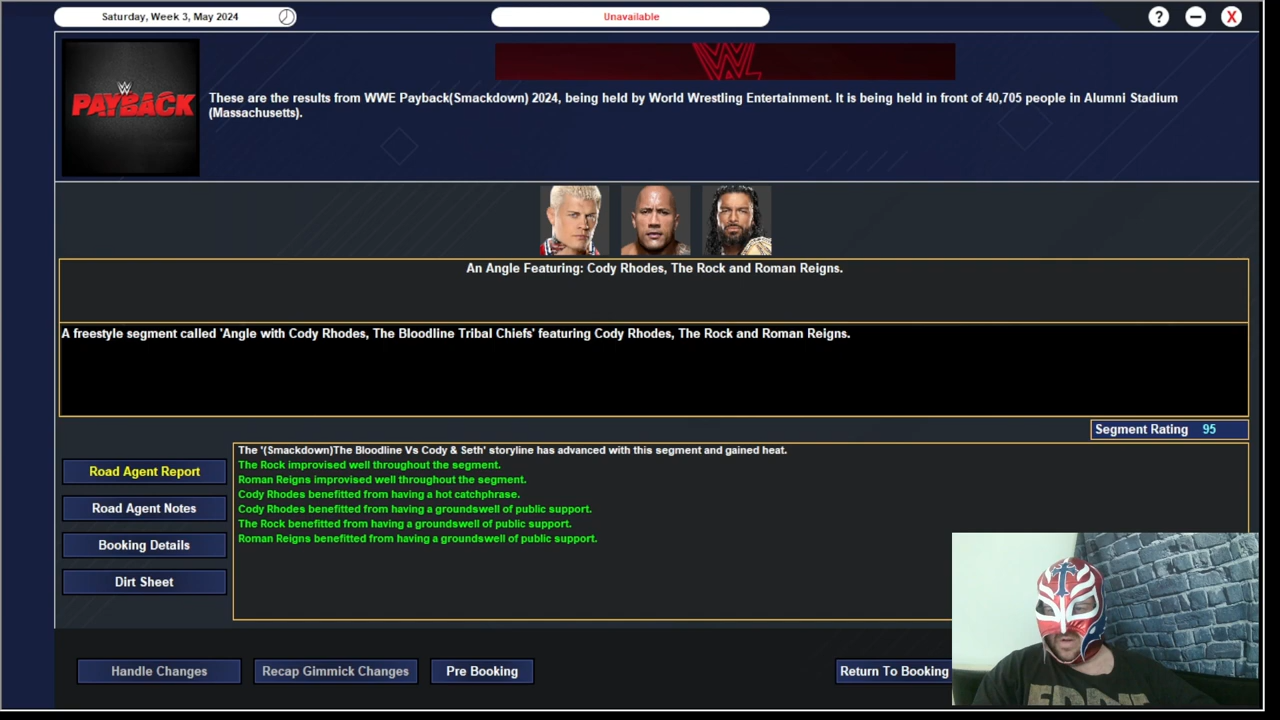 Saturday, Week 3, May 2024
Unavailable
?
X
W
PAYBACK
These are the results from WWE Payback(Smackdown) 2024, being held by World Wrestling Entertainment. It is being held in front of 40,705 people in Alumni Stadium
(Massachusetts).
An Angle Featuring: Cody Rhodes, The Rock and Roman Reigns.
A freestyle segment called 'Angle with Cody Rhodes, The Bloodline Tribal Chiefs' featuring Cody Rhodes, The Rock and Roman Reigns.
Segment Rating 95
Road Agent Report
Road Agent Notes
Booking Details
Dirt Sheet
The '(Smackdown)The Bloodline Vs Cody & Seth' storyline has advanced with this segment and gained heat.
The Rock improvised well throughout the segment.
Roman Reigns improvised well throughout the segment.
Cody Rhodes benefitted from having a hot catchphrase.
Cody Rhodes benefitted from having a groundswell of public support.
The Rock benefitted from having a groundswell of public support.
Roman Reigns benefitted from having a groundswell of public support.
Handle Changes
Recap Gimmick Changes
Pre Booking
Return To Booking